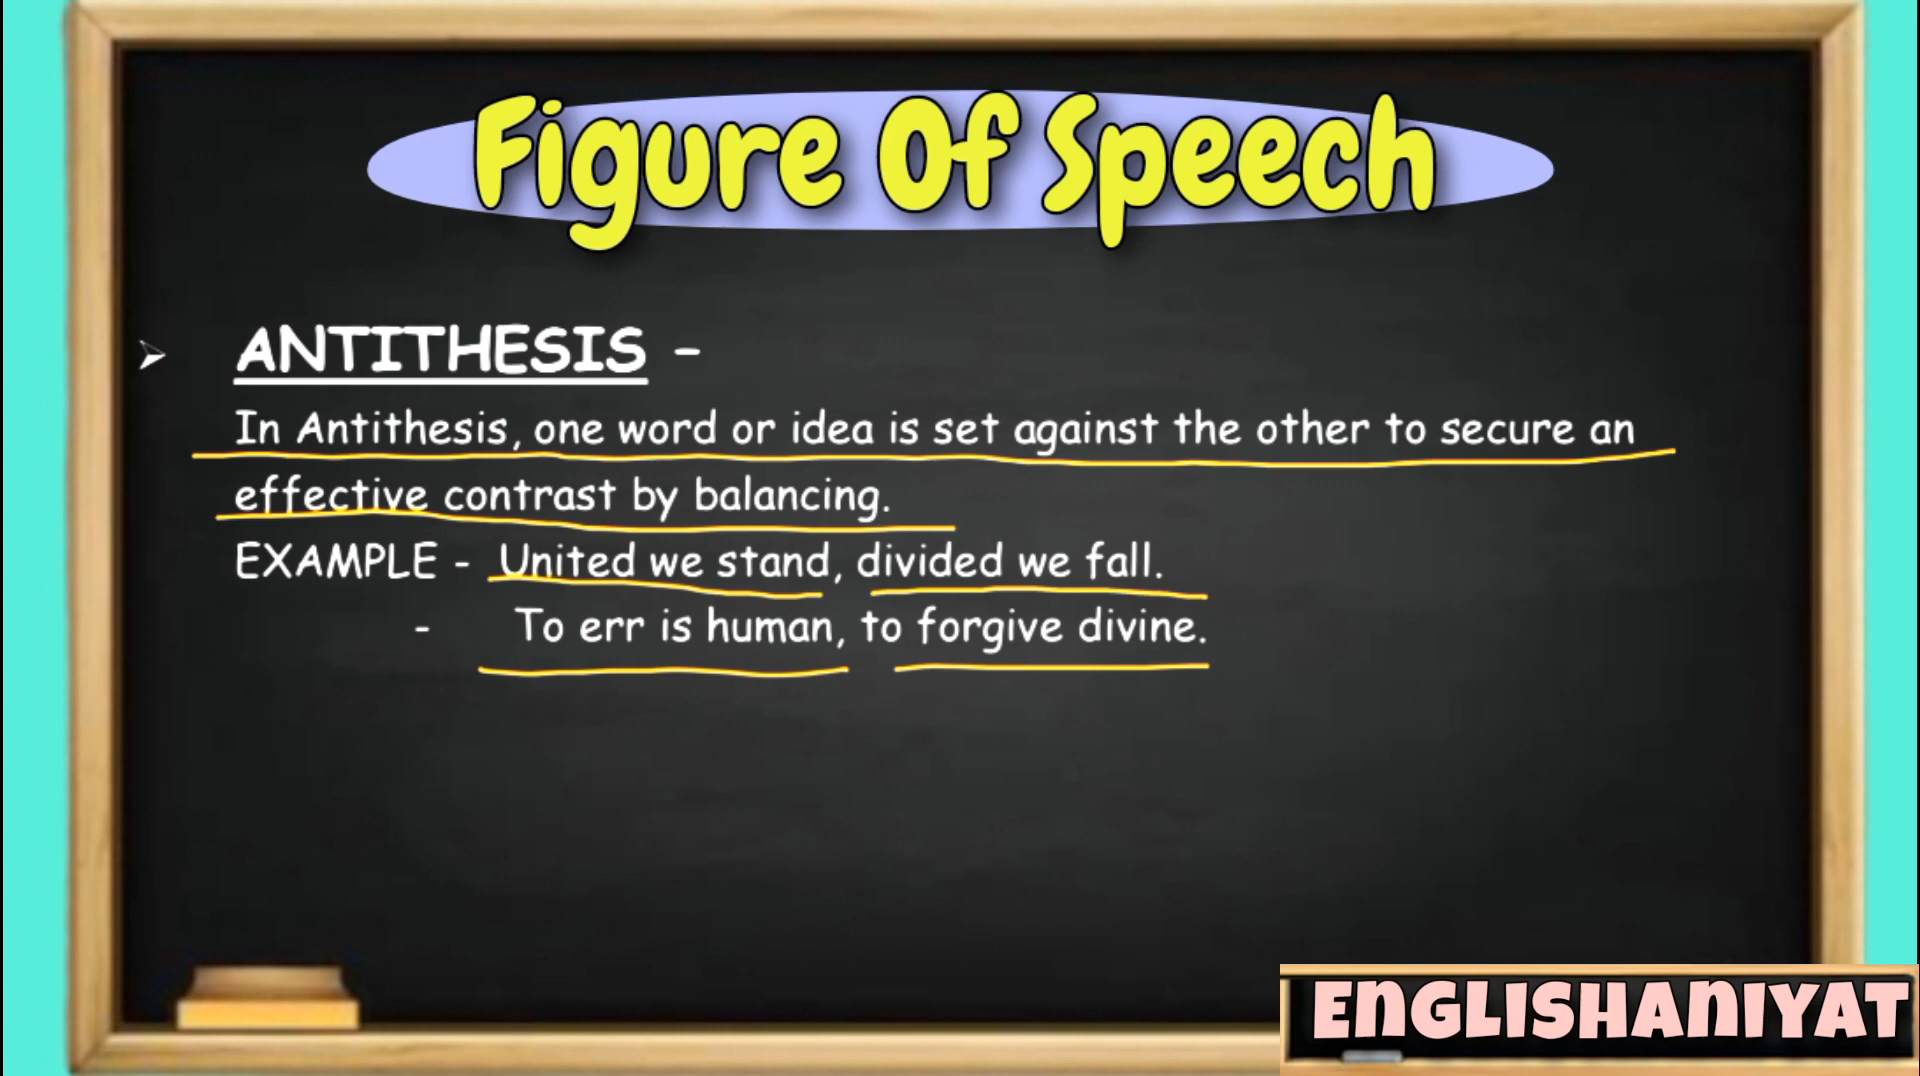 Figure Of Speech
➢ ANTITHESIS -
In Antithesis, one word or idea is set against the other to secure an
effective contrast by balancing.
EXAMPLE - United we stand, divided we fall.
- To err is human, to forgive divine.
ENGLISHANIYAT